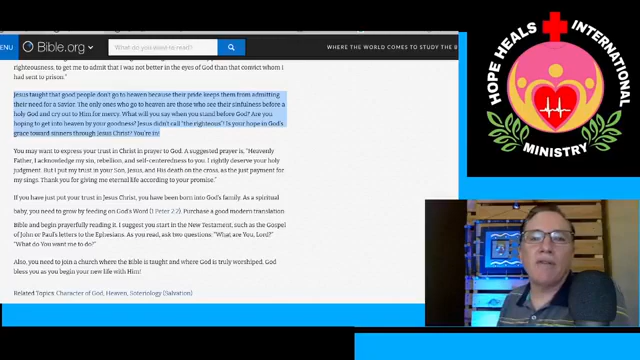 MENU
Bible.org
What do you want to read?
WHERE THE WORLD COMES TO STUDY THE B
righteousness, to get me to admit that I was not better in the eyes of God than that convict whom I
had sent to prison."
Jesus taught that good people don't go to heaven because their pride keeps them from admitting
their need for a Savior. The only ones who go to heaven are those who see their sinfulness before a
holy God and cry out to Him for mercy. What will you say when you stand before God? Are you
hoping to get into heaven by your goodness? Jesus didn't call "the righteous"! Is your hope in God's
grace toward sinners through Jesus Christ? You're in!
You may want to express your trust in Christ in prayer to God. A suggested prayer is, "Heavenly
Father, I acknowledge my sin, rebellion, and self-centeredness to you. I rightly deserve your holy
judgment. But I put my trust in Your Son, Jesus, and His death on the cross, as the just payment for
my sings. Thank you for giving me eternal life according to your promise."
If you have just put your trust in Jesus Christ, you have been born into God's family. As a spiritual
baby, you need to grow by feeding on God's Word (1 Peter 2:2). Purchase a good modern translation
Bible and begin prayerfully reading it. I suggest you start in the New Testament, such as the Gospel
of John or Paul's letters to the Ephesians. As you read, ask two questions: "What are You, Lord?"
"What do You want me to do?"
Also, you need to join a church where the Bible is taught and where God is truly worshiped. God
bless you as you begin your new life with Him!
Related Topics: Character of God, Heaven, Soteriology (Salvation)
HOPE HEALS
INTERNATIONAL
MINISTRY